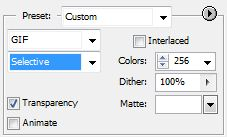 Preset: Custom
GIF
Interlaced
Selective
Colors: 256
Dither: 100%
Transparency
Matte:
Animate